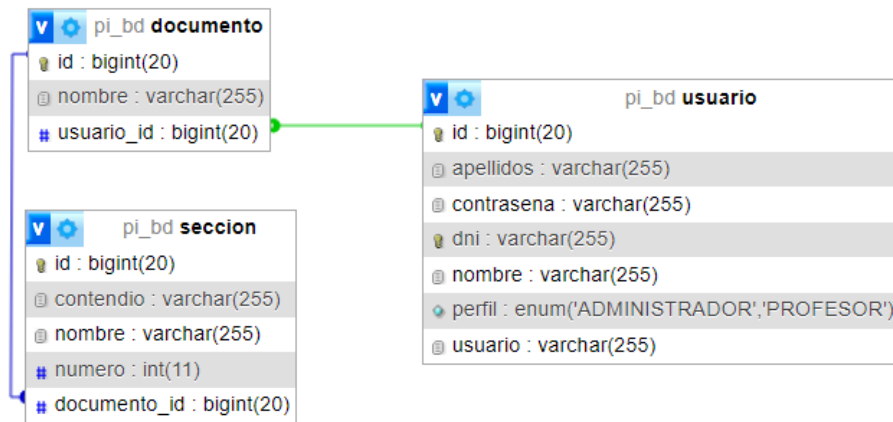 v pi_bd documento
id : bigint(20)
nombre : varchar(255)
# usuario_id : bigint(20)
v pi_bd seccion
id : bigint(20)
contendio : varchar(255)
nombre : varchar(255)
# numero : int(11)
# documento_id : bigint(20)
v pi_bd usuario
id : bigint(20)
apellidos : varchar(255)
contrasena : varchar(255)
dni : varchar(255)
nombre : varchar(255)
perfil : enum('ADMINISTRADOR','PROFESOR')
usuario : varchar(255)